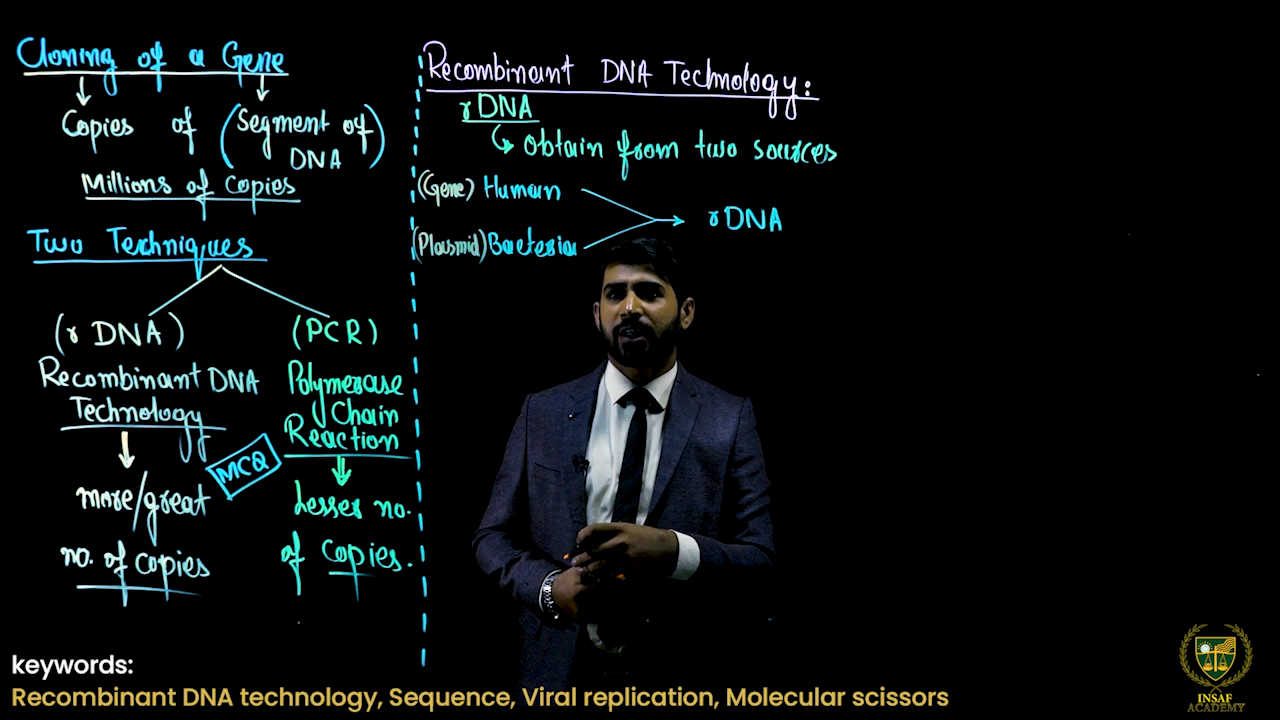 Cloning of a Gene
Copies of (Segment of DNA)
Millions of Copies
Two Techniques
(rDNA)
Recombinant DNA
Technology
more/great
no. of copies
MCQ
(PCR)
Polymerase
Chain
Reaction
Lesser no.
of copies.
Recombinant DNA Technology:
rDNA
Obtain from two sources
(Gene) Human
(Plasmid) Bacteria
rDNA
keywords:
Recombinant DNA technology, Sequence, Viral replication, Molecular scissors
INSAF
ACADEMY